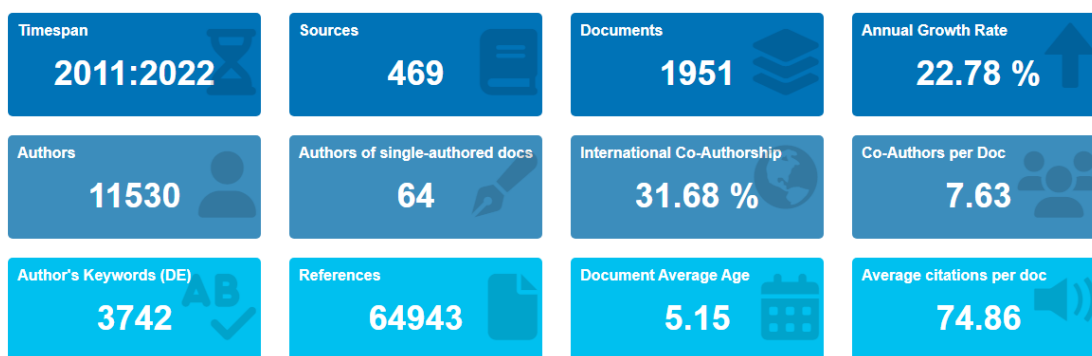 Timespan
2011:2022
Sources
469
Documents
1951
Annual Growth Rate
22.78 %
Authors
11530
Authors of single-authored docs
64
International Co-Authorship
31.68 %
Co-Authors per Doc
7.63
Author's Keywords (DE)
AB
3742
References
64943
Document Average Age
5.15
Average citations per doc
74.86